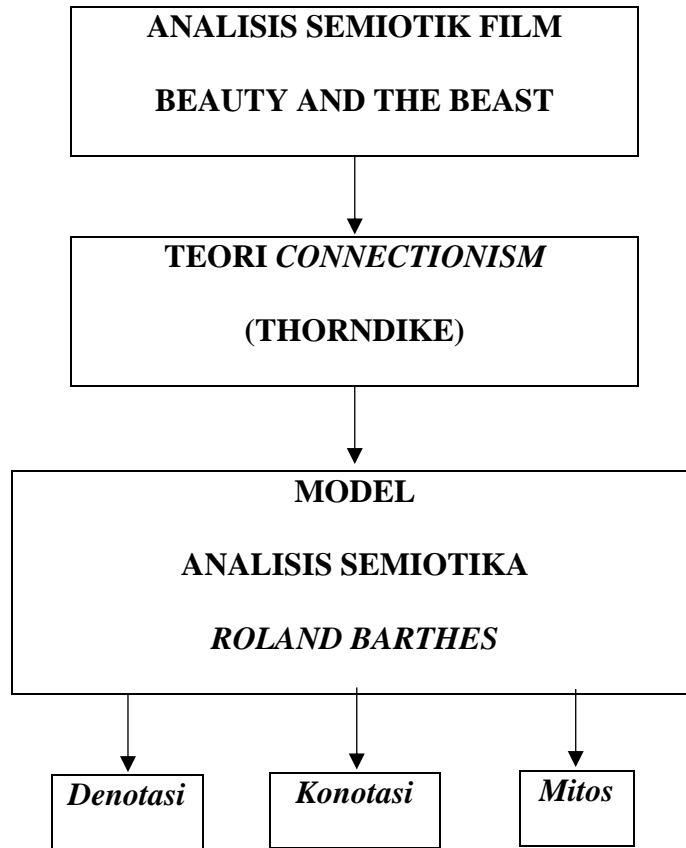 ANALISIS SEMIOTIK FILM
BEAUTY AND THE BEAST
TEORI CONNECTIONISM
(THORNDIKE)
MODEL
ANALISIS SEMIOTIKA
ROLAND BARTHES
Denotasi
Konotasi
Mitos